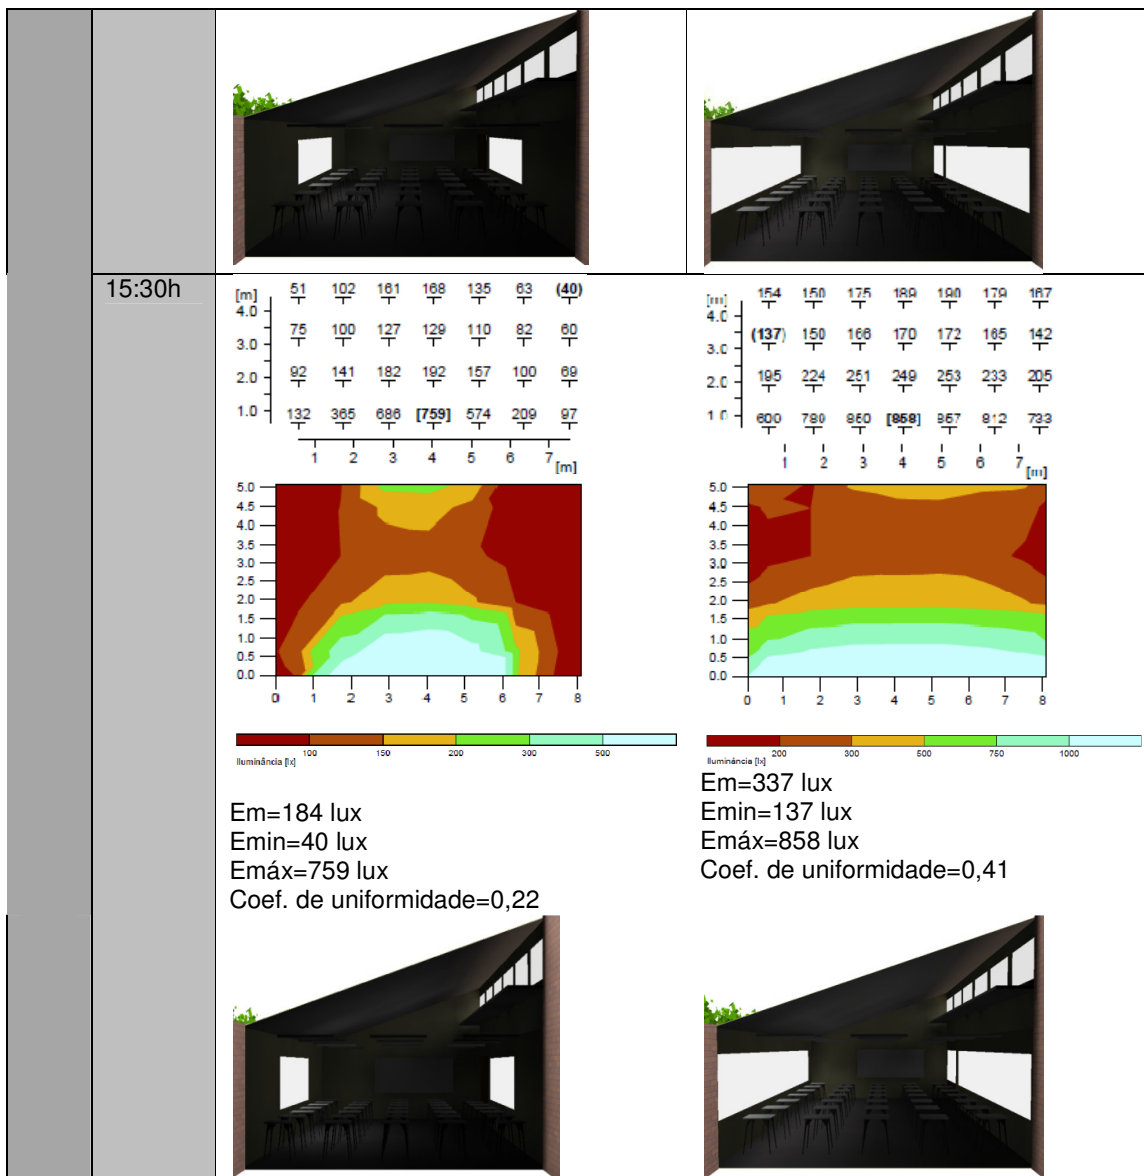 15:30h
[m]
51 102 161 168 135 63 (40)
4.0
75 100 127 129 110 82 60
3.0
92 141 182 192 157 100 69
2.0
132 365 686 [759] 574 209 97
1.0
1 2 3 4 5 6 7 [m]
5.0
4.5
4.0
3.5
3.0
2.5
2.0
1.5
1.0
0.5
0.0
0 1 2 3 4 5 6 7 8
100 150 200 300 500
Iluminância [lx]
Em=184 lux
Emin=40 lux
Emáx=759 lux
Coef. de uniformidade=0,22
[m]
154 150 175 189 190 179 167
4.0
(137) 150 166 170 172 165 142
3.0
195 224 251 249 253 233 205
2.0
600 789 850 [858] 857 812 733
1 0
1 2 3 4 5 6 7 [m]
5.0
4.5
4.0
3.5
3.0
2.5
2.0
1.5
1.0
0.5
0.0
0 1 2 3 4 5 6 7 8
200 300 500 750 1000
Iluminância [lx]
Em=337 lux
Emin=137 lux
Emáx=858 lux
Coef. de uniformidade=0,41